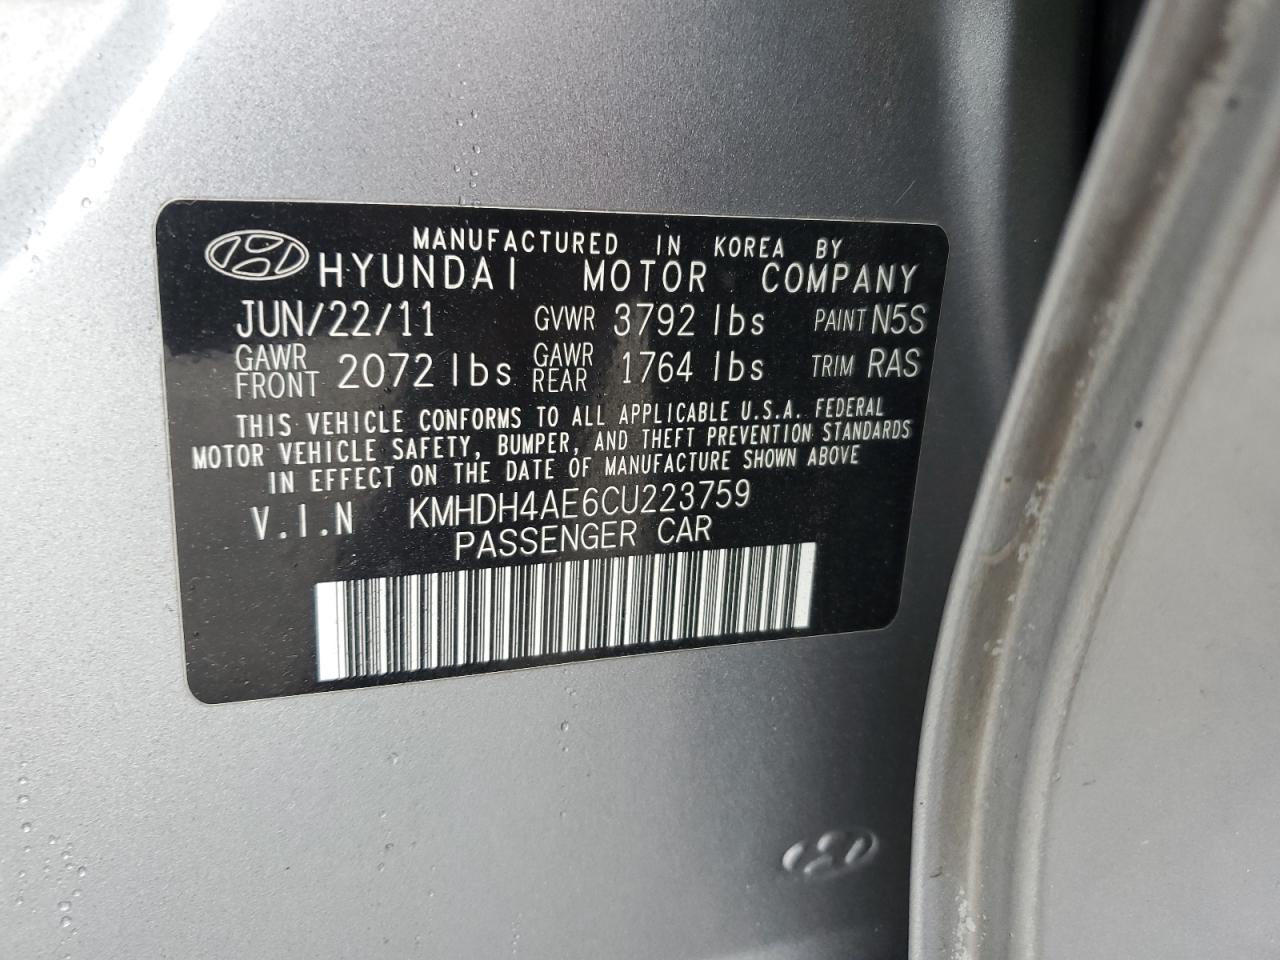 MANUFACTURED IN KOREA BY
HYUNDAI MOTOR COMPANY
JUN/22/11 GVWR 3792 lbs PAINT N5S
GAWR FRONT 2072 lbs GAWR REAR 1764 lbs TRIM RAS
THIS VEHICLE CONFORMS TO ALL APPLICABLE U.S.A. FEDERAL
MOTOR VEHICLE SAFETY, BUMPER, AND THEFT PREVENTION STANDARDS
IN EFFECT ON THE DATE OF MANUFACTURE SHOWN ABOVE
V.I.N KMHDH4AE6CU223759
PASSENGER CAR